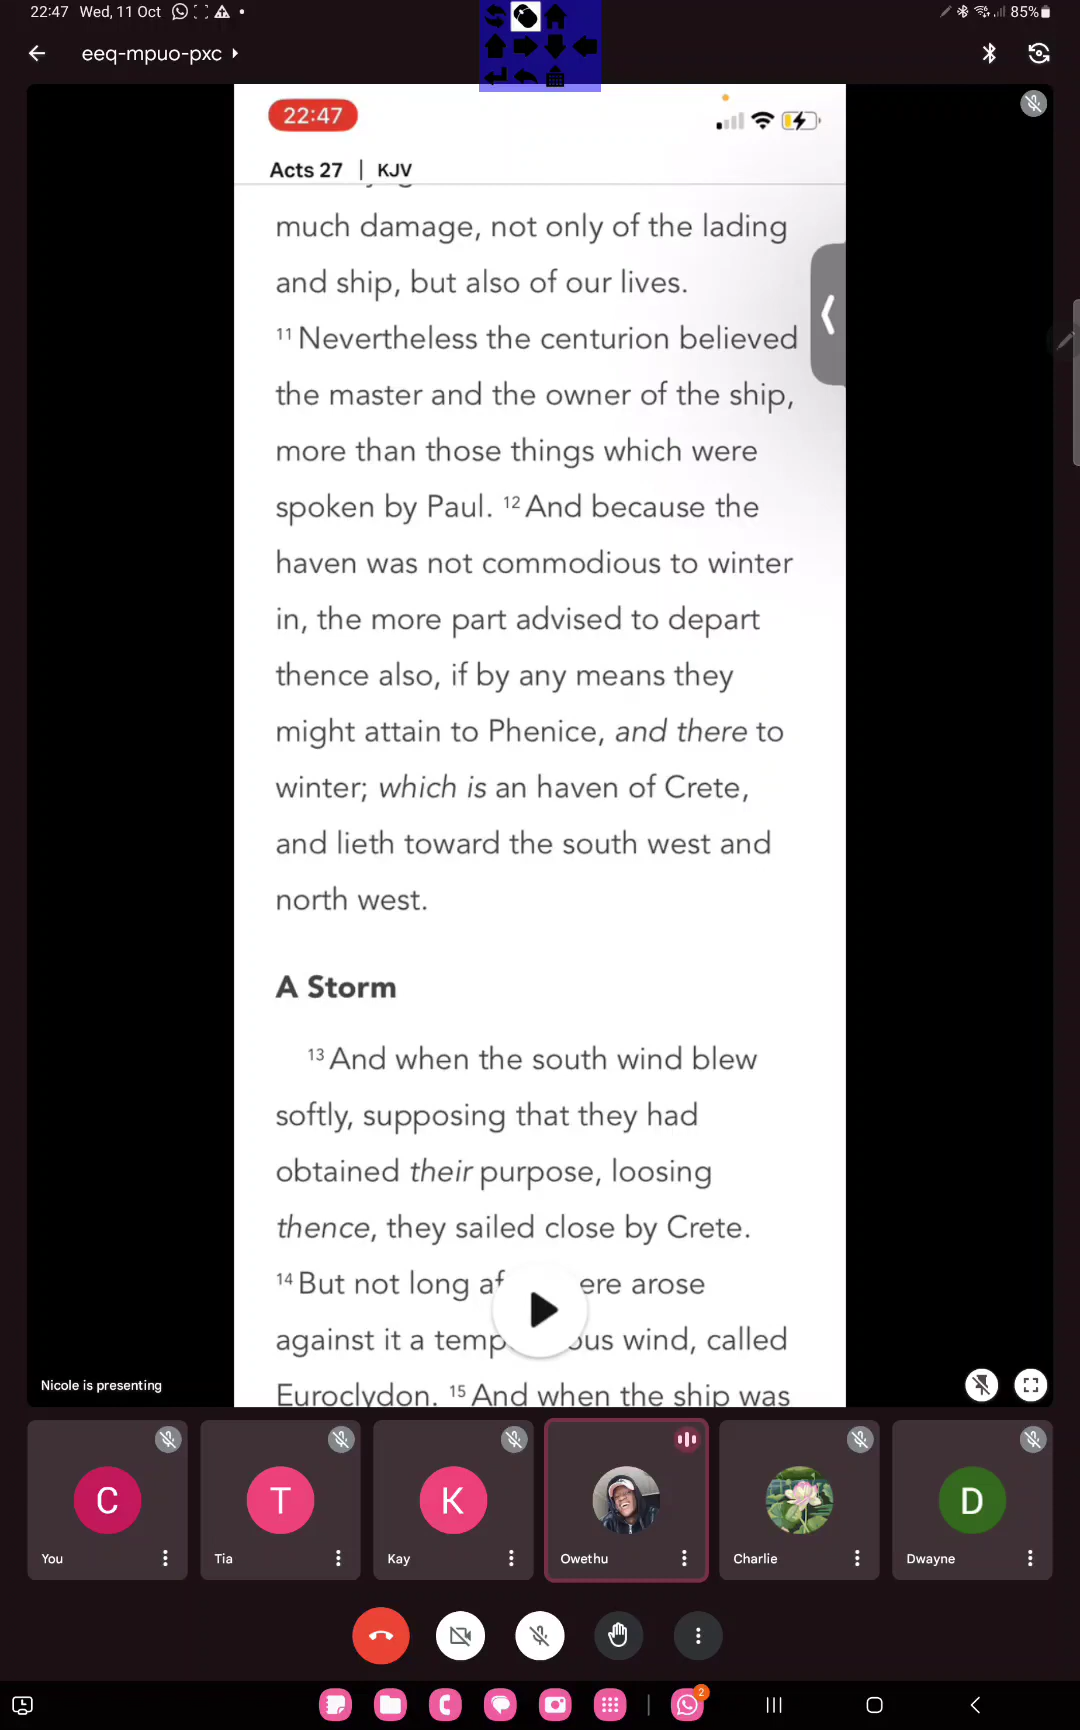 22:47 Wed, 11 Oct
85%
eeq-mpuo-pxc
22:47
Acts 27 | KJV
much damage, not only of the lading
and ship, but also of our lives.
11 Nevertheless the centurion believed
the master and the owner of the ship,
more than those things which were
spoken by Paul. 12 And because the
haven was not commodious to winter
in, the more part advised to depart
thence also, if by any means they
might attain to Phenice, and there to
winter; which is an haven of Crete,
and lieth toward the south west and
north west.
A Storm
13 And when the south wind blew
softly, supposing that they had
obtained their purpose, loosing
thence, they sailed close by Crete.
14 But not long af ere arose
against it a temp ous wind, called
Euroclydon. 15 And when the ship was
Nicole is presenting
C T K D
You Tia Kay Owethu Charlie Dwayne
2